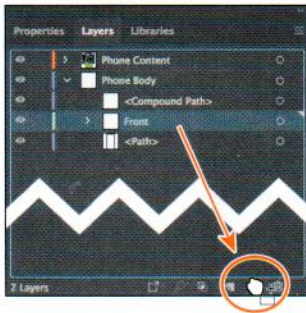 Properties Layers Libraries
Phone Content
Phone Body
<Compound Path>
Front
<Path>
2 Layers